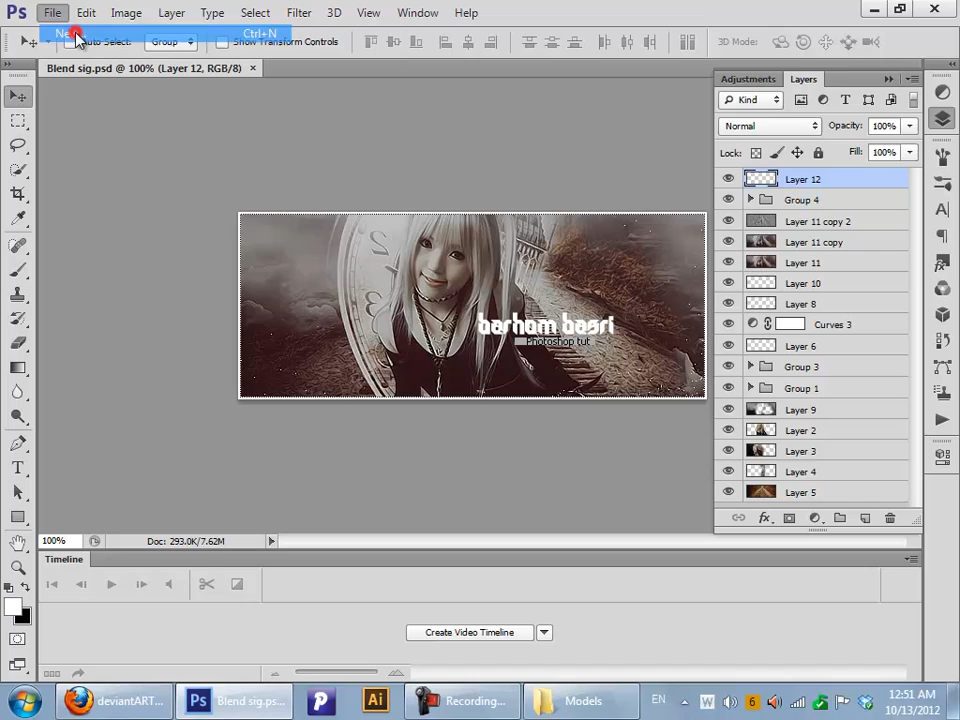 Ps File Edit Image Layer Type Select Filter 3D View Window Help
New... Ctrl+N
Auto Select: Group Show Transform Controls 3D Mode:
Blend sig.psd @ 100% (Layer 12, RGB/8) ×
Adjustments Layers
Kind
Normal Opacity: 100%
Lock: Fill: 100%
Layer 12
Group 4
Layer 11 copy 2
Layer 11 copy
Layer 11
Layer 10
Layer 8
Curves 3
Layer 6
Group 3
Group 1
Layer 9
Layer 2
Layer 3
Layer 4
Layer 5
barhom basri
Photoshop tut
100% Doc: 293.0K/7.62M
Timeline
Create Video Timeline
deviantART... Ps Blend sig.ps... Ai Recording... Models EN 12:51 AM
10/13/2012